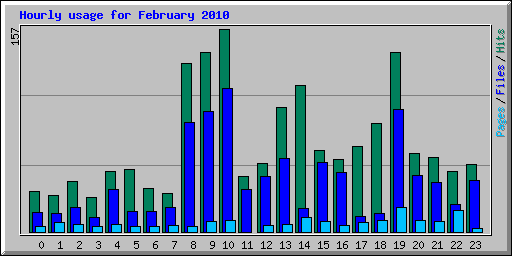 Hourly usage for February 2010
157
Pages/Files/Hits
0 1 2 3 4 5 6 7 8 9 10 11 12 13 14 15 16 17 18 19 20 21 22 23